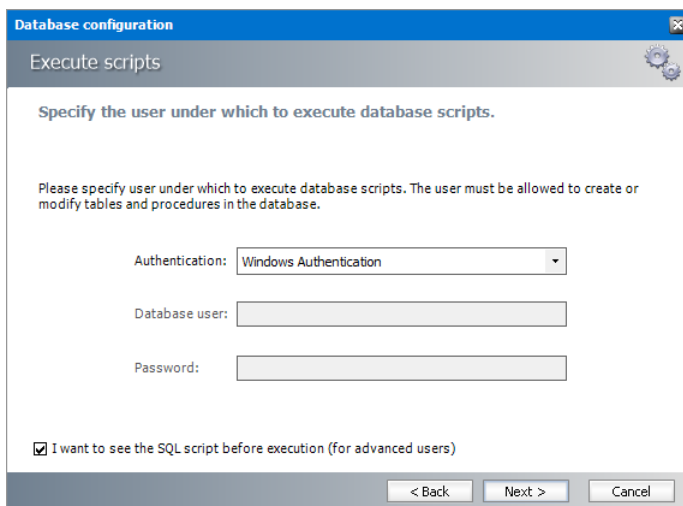 Database configuration
Execute scripts
Specify the user under which to execute database scripts.
Please specify user under which to execute database scripts. The user must be allowed to create or
modify tables and procedures in the database.
Authentication: Windows Authentication
Database user:
Password:
I want to see the SQL script before execution (for advanced users)
< Back Next > Cancel